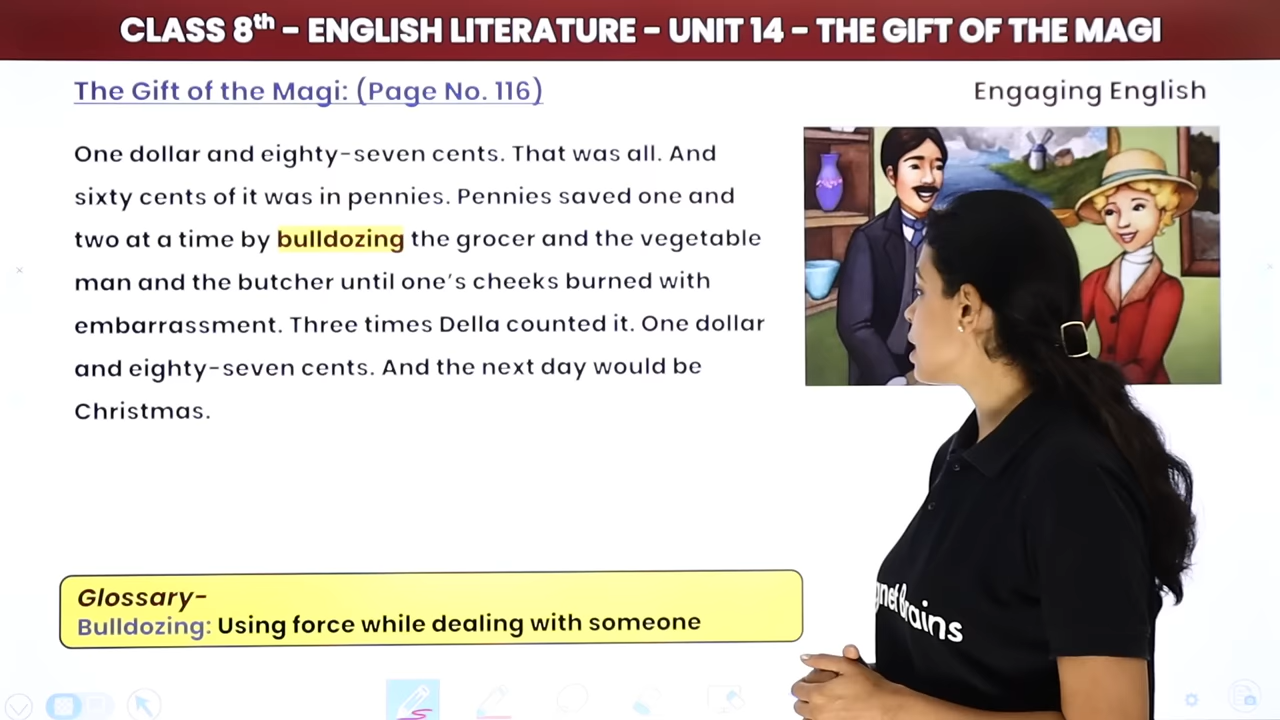 CLASS 8th – ENGLISH LITERATURE – UNIT 14 – THE GIFT OF THE MAGI
The Gift of the Magi: (Page No. 116)
Engaging English
One dollar and eighty-seven cents. That was all. And
sixty cents of it was in pennies. Pennies saved one and
two at a time by bulldozing the grocer and the vegetable
man and the butcher until one's cheeks burned with
embarrassment. Three times Della counted it. One dollar
and eighty-seven cents. And the next day would be
Christmas.
Glossary-
Bulldozing: Using force while dealing with someone
Brains